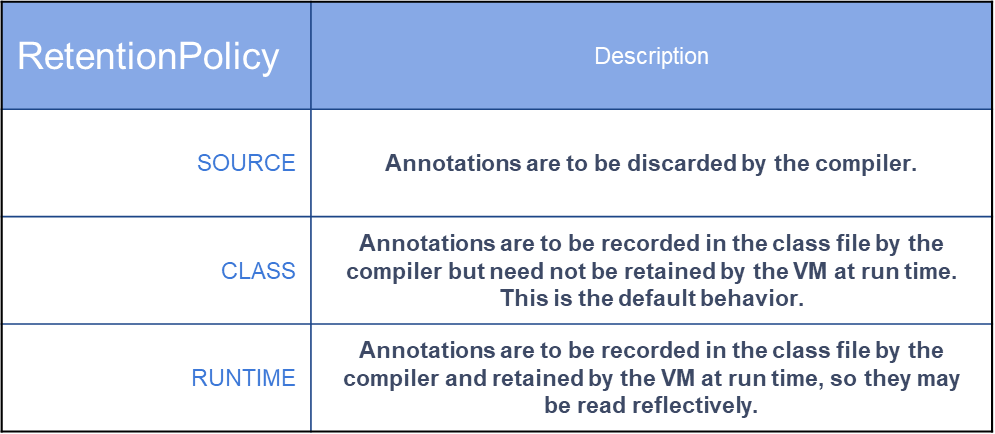 RetentionPolicy
Description
SOURCE
Annotations are to be discarded by the compiler.
CLASS
Annotations are to be recorded in the class file by the
compiler but need not be retained by the VM at run time.
This is the default behavior.
RUNTIME
Annotations are to be recorded in the class file by the
compiler and retained by the VM at run time, so they may
be read reflectively.